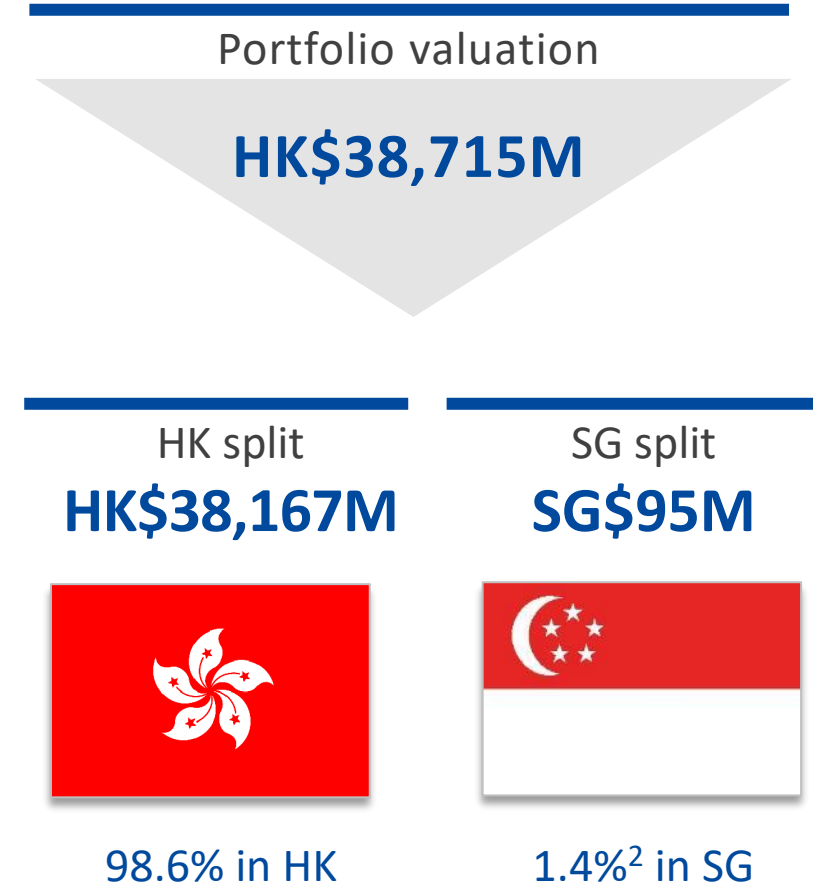 Portfolio valuation
HK$38,715M
HK split
SG split
HK$38,167M
SG$95M
98.6% in HK
1.4%² in SG